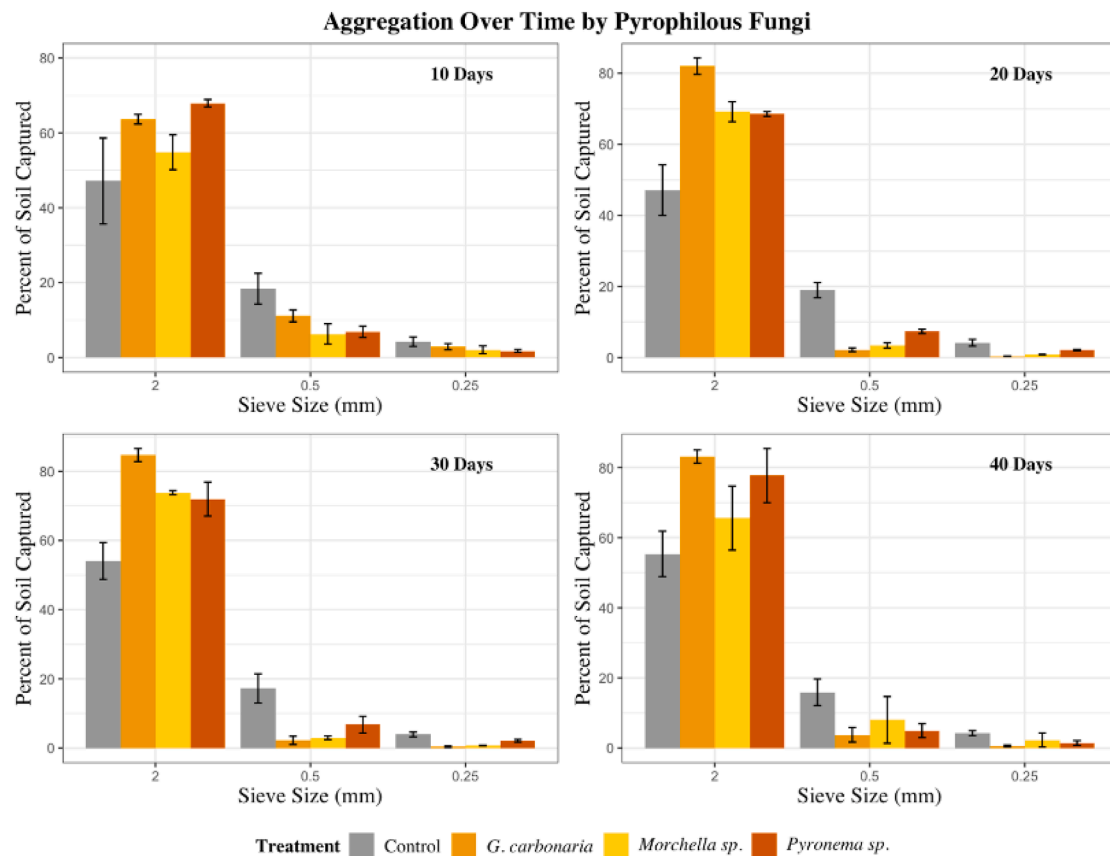 Aggregation Over Time by Pyrophilous Fungi
10 Days
Percent of Soil Captured
80
60
40
20
0
2
0.5
0.25
Sieve Size (mm)
20 Days
Percent of Soil Captured
80
60
40
20
0
2
0.5
0.25
Sieve Size (mm)
30 Days
Percent of Soil Captured
80
60
40
20
0
2
0.5
0.25
Sieve Size (mm)
40 Days
Percent of Soil Captured
80
60
40
20
0
2
0.5
0.25
Sieve Size (mm)
Treatment Control G. carbonaria Morchella sp. Pyronema sp.